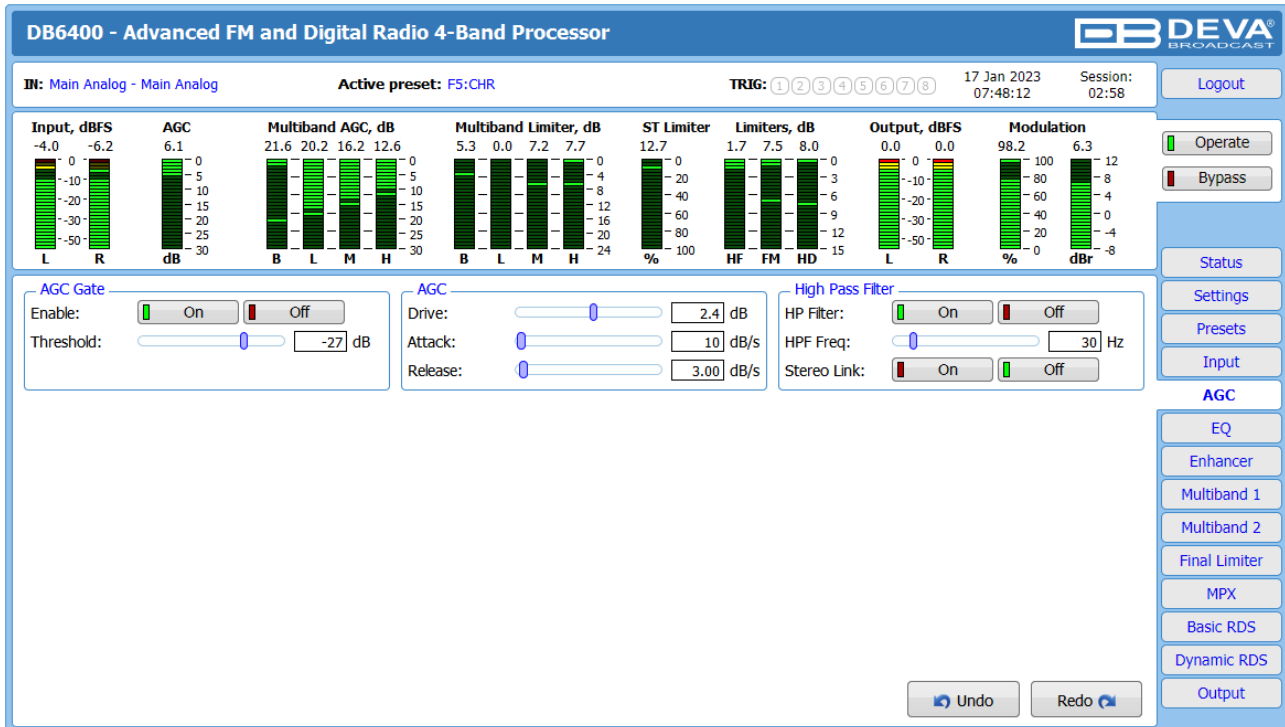 DB6400 - Advanced FM and Digital Radio 4-Band Processor
DEVA®
BROADCAST
IN: Main Analog - Main Analog
Active preset: F5:CHR
TRIG: 1 2 3 4 5 6 7 8
17 Jan 2023
07:48:12
Session:
02:58
Logout
Input, dBFS AGC Multiband AGC, dB Multiband Limiter, dB ST Limiter Limiters, dB Output, dBFS Modulation
-4.0 -6.2 6.1 21.6 20.2 16.2 12.6 5.3 0.0 7.2 7.7 12.7 1.7 7.5 8.0 0.0 0.0 98.2 6.3
0
-10
-20
-30
-50
L R
0
5
10
15
20
25
30
dB
0
5
10
15
20
25
30
B L M H
0
4
8
12
16
20
24
B L M H
0
20
40
60
80
100
%
0
3
6
9
12
15
HF FM HD
0
-10
-20
-30
-50
L R
100
80
60
40
20
0
%
12
8
4
0
-4
-8
dBr
Operate
Bypass
AGC Gate
Enable: On Off
Threshold: -27 dB
AGC
Drive: 2.4 dB
Attack: 10 dB/s
Release: 3.00 dB/s
High Pass Filter
HP Filter: On Off
HPF Freq: 30 Hz
Stereo Link: On Off
Status
Settings
Presets
Input
AGC
EQ
Enhancer
Multiband 1
Multiband 2
Final Limiter
MPX
Basic RDS
Dynamic RDS
Output
Undo
Redo